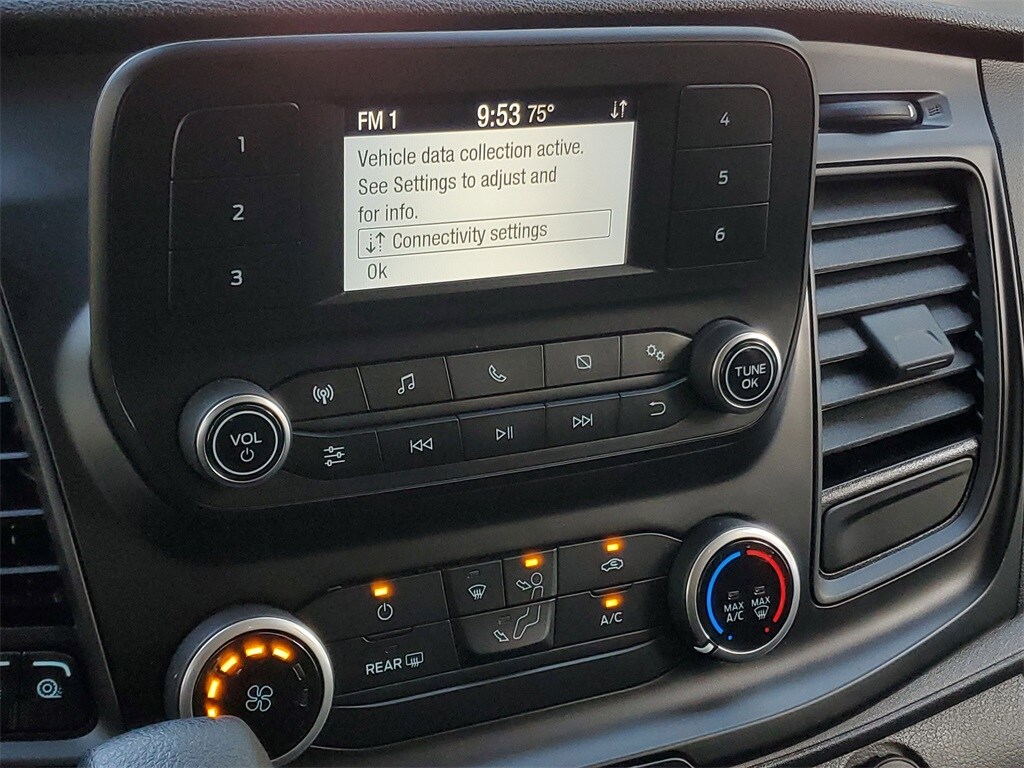 FM 1 9:53 75°
Vehicle data collection active.
See Settings to adjust and
for info.
Connectivity settings
Ok
1
2
3
4
5
6
VOL
TUNE
OK
REAR
A/C
MAX
A/C
MAX